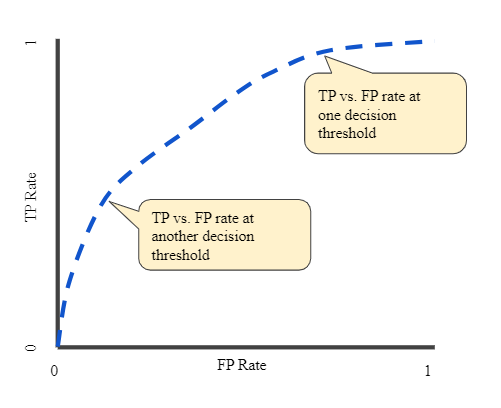 1
TP vs. FP rate at
one decision
threshold
TP Rate
TP vs. FP rate at
another decision
threshold
0
0
FP Rate
1